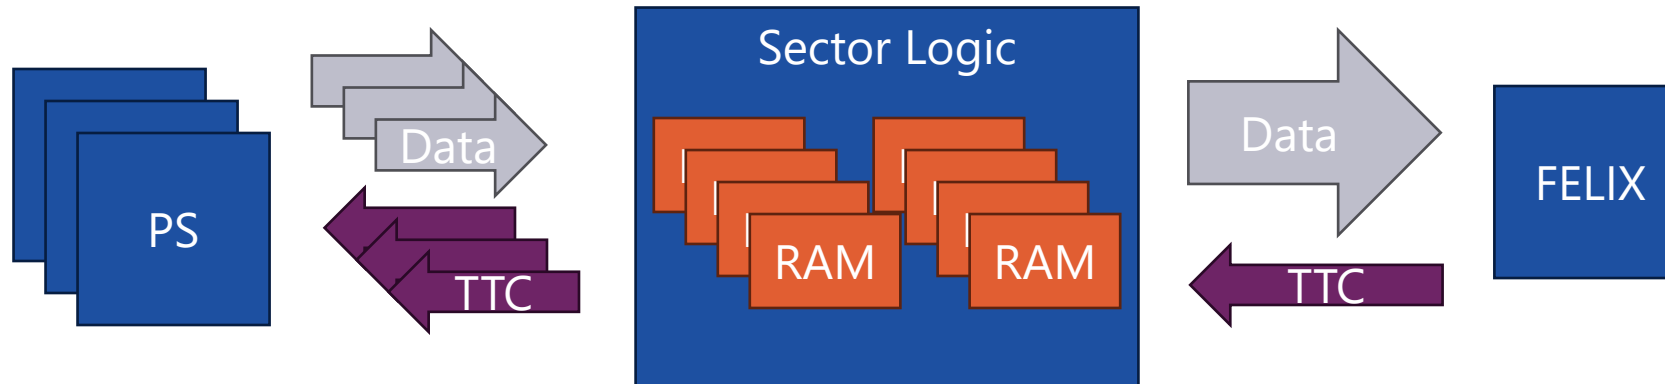 Sector Logic
PS
Data
TTC
RAM
RAM
Data
TTC
FELIX